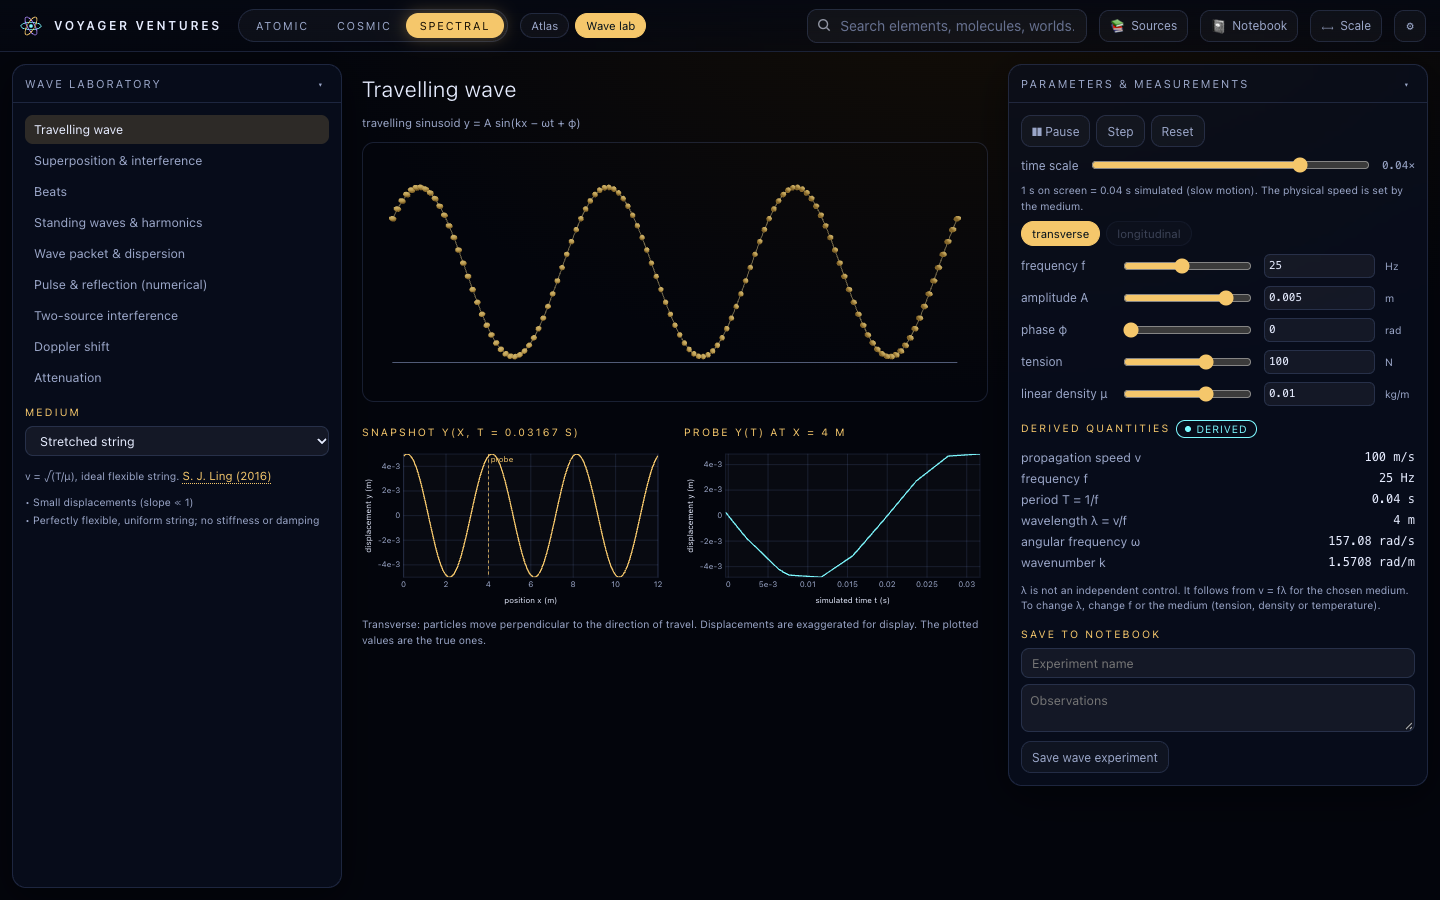 VOYAGER VENTURES
ATOMIC COSMIC SPECTRAL Atlas Wave lab
Search elements, molecules, worlds.
📚 Sources
📓 Notebook
Scale
⚙
WAVE LABORATORY
Travelling wave
Superposition & interference
Beats
Standing waves & harmonics
Wave packet & dispersion
Pulse & reflection (numerical)
Two-source interference
Doppler shift
Attenuation
MEDIUM
Stretched string
v = √(T/μ), ideal flexible string. S. J. Ling (2016)
• Small displacements (slope ≪ 1)
• Perfectly flexible, uniform string; no stiffness or damping
Travelling wave
travelling sinusoid y = A sin(kx − ωt + ϕ)
SNAPSHOT Y(X, T = 0.03167 S)
displacement y (m)
4e-3
2e-3
0
-2e-3
-4e-3
probe
0 2 4 6 8 10 12
position x (m)
PROBE Y(T) AT X = 4 M
displacement y (m)
4e-3
2e-3
0
-2e-3
-4e-3
0 5e-3 0.01 0.015 0.02 0.025 0.03
simulated time t (s)
Transverse: particles move perpendicular to the direction of travel. Displacements are exaggerated for display. The plotted
values are the true ones.
PARAMETERS & MEASUREMENTS
Pause Step Reset
time scale 0.04×
1 s on screen = 0.04 s simulated (slow motion). The physical speed is set by
the medium.
transverse longitudinal
frequency f 25 Hz
amplitude A 0.005 m
phase ϕ 0 rad
tension 100 N
linear density μ 0.01 kg/m
DERIVED QUANTITIES DERIVED
propagation speed v 100 m/s
frequency f 25 Hz
period T = 1/f 0.04 s
wavelength λ = v/f 4 m
angular frequency ω 157.08 rad/s
wavenumber k 1.5708 rad/m
λ is not an independent control. It follows from v = fλ for the chosen medium.
To change λ, change f or the medium (tension, density or temperature).
SAVE TO NOTEBOOK
Experiment name
Observations
Save wave experiment